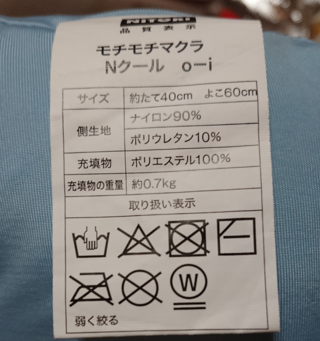 NITORI
品質表示
モチモチマクラ
Nクール o-i
サイズ 約たて40cm よこ60cm
側生地 ナイロン90%
ポリウレタン10%
充填物 ポリエステル100%
充填物の重量 約0.7kg
取り扱い表示
W
弱く絞る